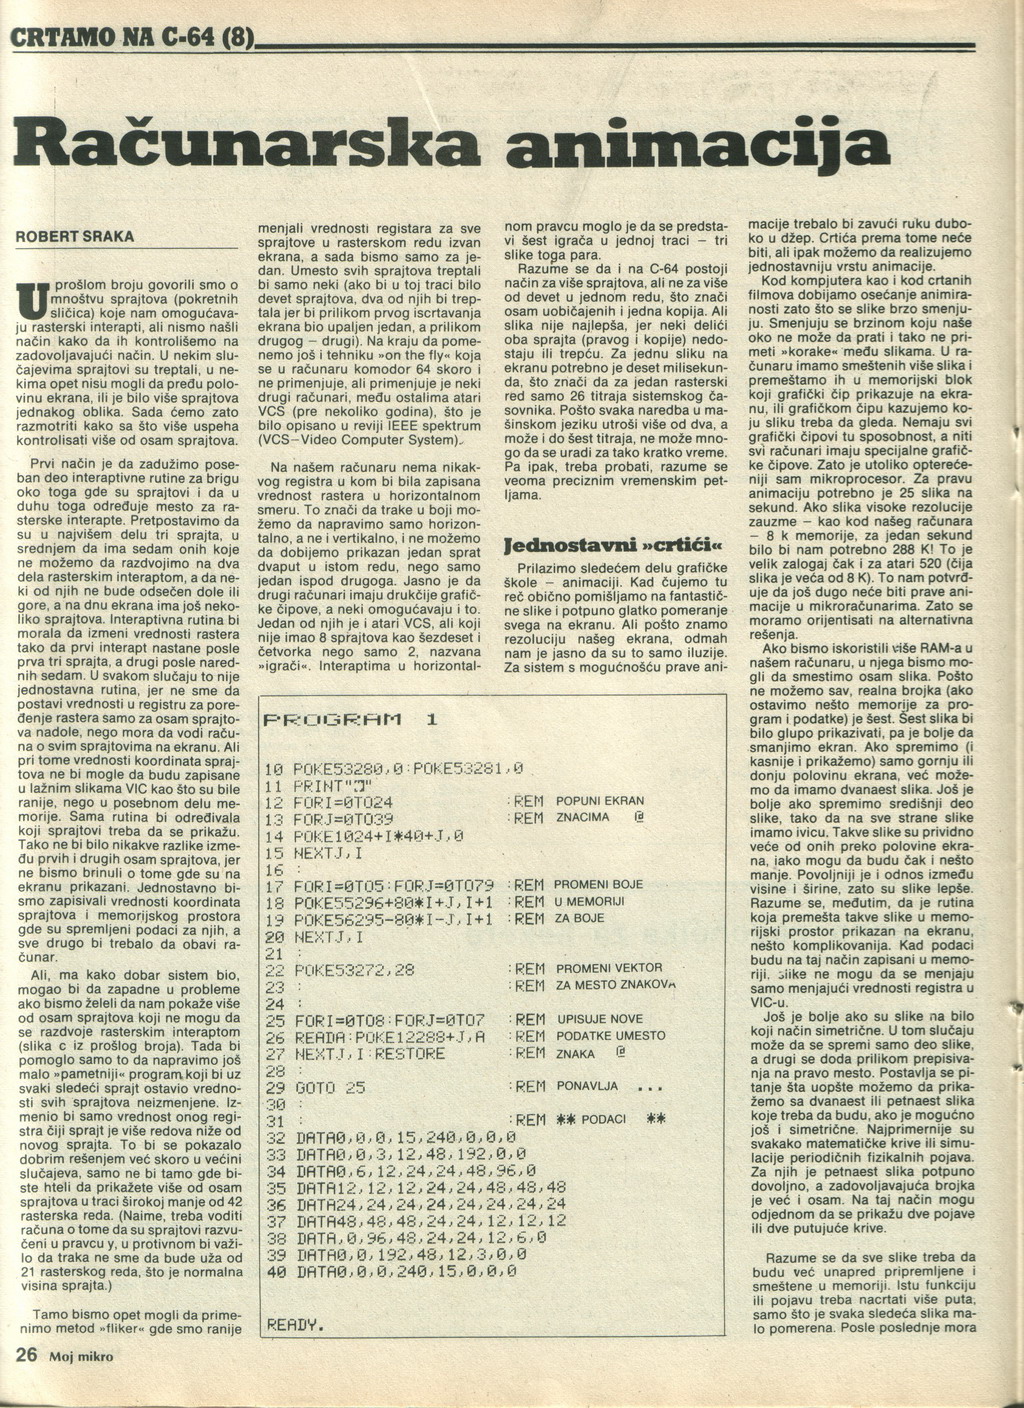 CRTAMO NA C-64 (8)
Računarska animacija
ROBERT SRAKA
U prošlom broju govorili smo o
mnoštvu sprajtova (pokretnih
sličica) koje nam omogućava-
ju rasterski interapti, ali nismo našli
način kako da ih kontrolišemo na
zadovoljavajući način. U nekim slu-
čajevima sprajtovi su treptali, u ne-
kima opet nisu mogli da pređu polo-
vinu ekrana, ili je bilo više sprajtova
jednakog oblika. Sada ćemo zato
razmotriti kako sa što više uspeha
kontrolisati više od osam sprajtova.
Prvi način je da zadužimo pose-
ban deo interaptivne rutine za brigu
oko toga gde su sprajtovi i da u
duhu toga određuje mesto za ra-
sterske interapte. Pretpostavimo da
su u najvišem delu tri sprajta, u
srednjem da ima sedam onih koje
ne možemo da razdvojimo na dva
dela rasterskim interaptom, a da ne-
ki od njih ne bude odsečen dole ili
gore, a na dnu ekrana ima još neko-
liko sprajtova. Interaptivna rutina bi
morala da izmeni vrednosti rastera
tako da prvi interapt nastane posle
prva tri sprajta, a drugi posle nared-
nih sedam. U svakom slučaju to nije
jednostavna rutina, jer ne sme da
postavi vrednosti u registru za pore-
đenje rastera samo za osam sprajto-
va nadole, nego mora da vodi raču-
na o svim sprajtovima na ekranu. Ali
pri tome vrednosti koordinata spraj-
tova ne bi mogle da budu zapisane
u lažnim slikama VIC kao što su bile
ranije, nego u posebnom delu me-
morije. Sama rutina bi određivala
koji sprajtovi treba da se prikažu.
Tako ne bi bilo nikakve razlike izme-
đu prvih i drugih osam sprajtova, jer
ne bismo brinuli o tome gde su na
ekranu prikazani. Jednostavno bi-
smo zapisivali vrednosti koordinata
sprajtova i memorijskog prostora
gde su spremljeni podaci za njih, a
sve drugo bi trebalo da obavi ra-
čunar.
Ali, ma kako dobar sistem bio,
mogao bi da zapadne u probleme
ako bismo želeli da nam pokaže više
od osam sprajtova koji ne mogu da
se razdvoje rasterskim interaptom
(slika c iz prošlog broja). Tada bi
pomoglo samo to da napravimo još
malo »pametniji« program, koji bi uz
svaki sledeći sprajt ostavio vredno-
sti svih sprajtova neizmenjene. Iz-
menio bi samo vrednost onog regi-
stra čiji sprajt je više redova niže od
novog sprajta. To bi se pokazalo
dobrim rešenjem već skoro u većini
slučajeva, samo ne bi tamo gde bi-
ste hteli da prikažete više od osam
sprajtova u traci širokoj manje od 42
rasterska reda. (Naime, treba voditi
računa o tome da su sprajtovi razvu-
čeni u pravcu y, u protivnom bi važi-
lo da traka ne sme da bude uža od
21 rasterskog reda, što je normalna
visina sprajta.)
Tamo bismo opet mogli da prime-
nimo metod »fliker« gde smo ranije
menjali vrednosti registara za sve
sprajtove u rasterskom redu izvan
ekrana, a sada bismo samo za je-
dan. Umesto svih sprajtova treptali
bi samo neki (ako bi u toj traci bilo
devet sprajtova, dva od njih bi trep-
tala jer bi prilikom prvog iscrtavanja
ekrana bio upaljen jedan, a prilikom
drugog – drugi). Na kraju da pome-
nemo još i tehniku »on the fly« koja
se u računaru komodor 64 skoro i
ne primenjuje, ali primenjuje je neki
drugi računari, među ostalima atari
VCS (pre nekoliko godina), što je
bilo opisano u reviji IEEE spektrum
(VCS–Video Computer System).
Na našem računaru nema nikak-
vog registra u kom bi bila zapisana
vrednost rastera u horizontalnom
smeru. To znači da trake u boji mo-
žemo da napravimo samo horizon-
talno, a ne i vertikalno, i ne možemo
da dobijemo prikazan jedan sprat
dvaput u istom redu, nego samo
jedan ispod drugoga. Jasno je da
drugi računari imaju drukčije grafič-
ke čipove, a neki omogućavaju i to.
Jedan od njih je i atari VCS, ali koji
nije imao 8 sprajtova kao šezdeset i
četvorka nego samo 2, nazvana
»igrači«. Interaptima u horizontal-
nom pravcu moglo je da se predsta-
vi šest igrača u jednoj traci – tri
slike toga para.
Razume se da i na C-64 postoji
način za više sprajtova, ali ne za više
od devet u jednom redu, što znači
osam uobičajenih i jedna kopija. Ali
slika nije najlepša, jer neki delići
oba sprajta (pravog i kopije) nedo-
staju ili trepću. Za jednu sliku na
ekranu potrebno je deset milisekun-
da, što znači da za jedan rasterski
red samo 26 titraja sistemskog ča-
sovnika. Pošto svaka naredba u ma-
šinskom jeziku utroši više od dva, a
može i do šest titraja, ne može mno-
go da se uradi za tako kratko vreme.
Pa ipak, treba probati, razume se
veoma preciznim vremenskim pet-
ljama.
Jednostavni »crtići«
Prilazimo sledećem delu grafičke
škole – animaciji. Kad čujemo tu
reč obično pomišljamo na fantastič-
ne slike i potpuno glatko pomeranje
svega na ekranu. Ali pošto znamo
rezoluciju našeg ekrana, odmah
nam je jasno da su to samo iluzije.
Za sistem s mogućnošću prave ani-
macije trebalo bi zavući ruku dubo-
ko u džep. Crtića prema tome neće
biti, ali ipak možemo da realizujemo
jednostavniju vrstu animacije.
Kod kompjutera kao i kod crtanih
filmova dobijamo osećanje animira-
nosti zato što se slike brzo smenju-
ju. Smenjuju se brzinom koju naše
oko ne može da prati i tako ne pri-
meti »korake« među slikama. U ra-
čunaru imamo smeštenih više slika i
premeštamo ih u memorijski blok
koji grafički čip prikazuje na ekra-
nu, ili grafičkom čipu kazujemo ko-
ju sliku treba da gleda. Nemaju svi
grafički čipovi tu sposobnost, a niti
svi računari imaju specijalne grafič-
ke čipove. Zato je utoliko optereće-
niji sam mikroprocesor. Za pravu
animaciju potrebno je 25 slika na
sekund. Ako slika visoke rezolucije
zauzme – kao kod našeg računara
– 8 k memorije, za jedan sekund
bilo bi nam potrebno 288 K! To je
velik zalogaj čak i za atari 520 (čija
slika je veća od 8 K). To nam potvrđ-
uje da još dugo neće biti prave ani-
macije u mikroračunarima. Zato se
moramo orijentisati na alternativna
rešenja.
Ako bismo iskoristili više RAM-a u
našem računaru, u njega bismo mo-
gli da smestimo osam slika. Pošto
ne možemo sav, realna brojka (ako
ostavimo nešto memorije za pro-
gram i podatke) je šest. Šest slika bi
bilo glupo prikazivati, pa je bolje da
smanjimo ekran. Ako spremimo (i
kasnije i prikažemo) samo gornju ili
donju polovinu ekrana, već može-
mo da imamo dvanaest slika. Još je
bolje ako spremimo središnji deo
slike, tako da na sve strane slike
imamo ivicu. Takve slike su prividno
veće od onih preko polovine ekra-
na, iako mogu da budu čak i nešto
manje. Povoljniji je i odnos između
visine i širine, zato su slike lepše.
Razume se, međutim, da je rutina
koja premešta takve slike u memo-
rijski prostor prikazan na ekranu,
nešto komplikovanija. Kad podaci
budu na taj način zapisani u memo-
riji, slike ne mogu da se menjaju
samo menjajući vrednosti registra u
VIC-u.
Još je bolje ako su slike na bilo
koji način simetrične. U tom slučaju
može da se spremi samo deo slike,
a drugi se doda prilikom prepisiva-
nja na pravo mesto. Postavlja se pi-
tanje šta uopšte možemo da prika-
žemo sa dvanaest ili petnaest slika
koje treba da budu, ako je mogućno
još i simetrične. Najprimernije su
svakako matematičke krive ili simu-
lacije periodičnih fizikalnih pojava.
Za njih je petnaest slika potpuno
dovoljno, a zadovoljavajuća brojka
je već i osam. Na taj način mogu
odjednom da se prikažu dve pojave
ili dve putujuće krive.
Razume se da sve slike treba da
budu već unapred pripremljene i
smeštene u memoriji. Istu funkciju
ili pojavu treba nacrtati više puta,
samo što je svaka sledeća slika ma-
lo pomerena. Posle poslednje mora
PROGRAM 1
10 POKE53280,0:POKE53281,0
11 PRINT""
12 FORI=0TO24 :REM POPUNI EKRAN
13 FORJ=0TO39 :REM ZNACIMA @
14 POKE1024+I*40+J,0
15 NEXTJ,I
16 :
17 FORI=0TO5:FORJ=0TO79 :REM PROMENI BOJE
18 POKE55296+80*I+J,I+1 :REM U MEMORIJI
19 POKE56295-80*I-J,I+1 :REM ZA BOJE
20 NEXTJ,I
21 :
22 POKE53272,28 :REM PROMENI VEKTOR
23 : :REM ZA MESTO ZNAKOVA
24 :
25 FORI=0TO8:FORJ=0TO7 :REM UPISUJE NOVE
26 READA:POKE12288+J,A :REM PODATKE UMESTO
27 NEXTJ,I:RESTORE :REM ZNAKA @
28 :
29 GOTO 25 :REM PONAVLJA ...
30 :
31 : :REM ** PODACI **
32 DATA0,0,0,15,240,0,0,0
33 DATA0,0,3,12,48,192,0,0
34 DATA0,6,12,24,24,48,96,0
35 DATA12,12,12,24,24,48,48,48
36 DATA24,24,24,24,24,24,24,24
37 DATA48,48,48,24,24,12,12,12
38 DATA,0,96,48,24,24,12,6,0
39 DATA0,0,192,48,12,3,0,0
40 DATA0,0,0,240,15,0,0,0
READY.
26 Moj mikro